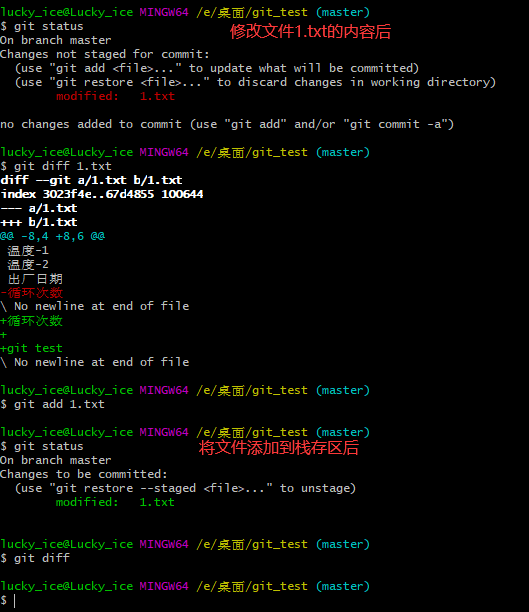 lucky_ice@Lucky_ice MINGW64 /e/桌面/git_test (master)
$ git status 修改文件1.txt的内容后
On branch master
Changes not staged for commit:
  (use "git add <file>..." to update what will be committed)
  (use "git restore <file>..." to discard changes in working directory)
        modified:   1.txt

no changes added to commit (use "git add" and/or "git commit -a")

lucky_ice@Lucky_ice MINGW64 /e/桌面/git_test (master)
$ git diff 1.txt
diff --git a/1.txt b/1.txt
index 3023f4e..67d4855 100644
--- a/1.txt
+++ b/1.txt
@@ -8,4 +8,6 @@
 温度-1
 温度-2
 出厂日期
-循环次数
\ No newline at end of file
+循环次数
+
+git test
\ No newline at end of file

lucky_ice@Lucky_ice MINGW64 /e/桌面/git_test (master)
$ git add 1.txt

lucky_ice@Lucky_ice MINGW64 /e/桌面/git_test (master)
$ git status 将文件添加到栈存区后
On branch master
Changes to be committed:
  (use "git restore --staged <file>..." to unstage)
        modified:   1.txt

lucky_ice@Lucky_ice MINGW64 /e/桌面/git_test (master)
$ git diff

lucky_ice@Lucky_ice MINGW64 /e/桌面/git_test (master)
$